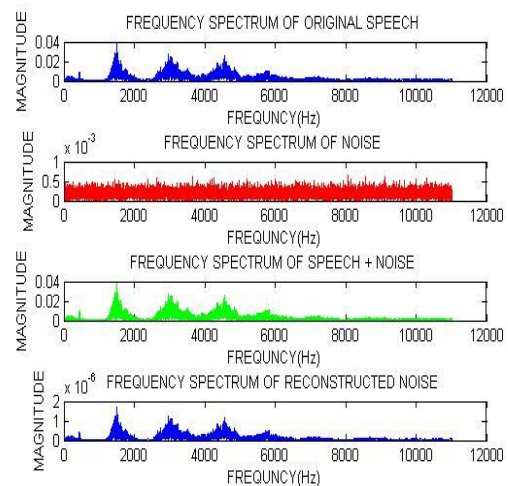 FREQUENCY SPECTRUM OF ORIGINAL SPEECH
MAGNITUDE
0.04
0.02
0
0 2000 4000 6000 8000 10000 12000
FREQUNCY(Hz)
FREQUENCY SPECTRUM OF NOISE
x 10-3
MAGNITUDE
1
0.5
0
0 2000 4000 6000 8000 10000 12000
FREQUNCY(Hz)
FREQUENCY SPECTRUM OF SPEECH + NOISE
MAGNITUDE
0.04
0.02
0
0 2000 4000 6000 8000 10000 12000
FREQUNCY(Hz)
x 10-6 FREQUENCY SPECTRUM OF RECONSTRUCTED NOISE
MAGNITUDE
2
1
0
0 2000 4000 6000 8000 10000 12000
FREQUNCY(Hz)